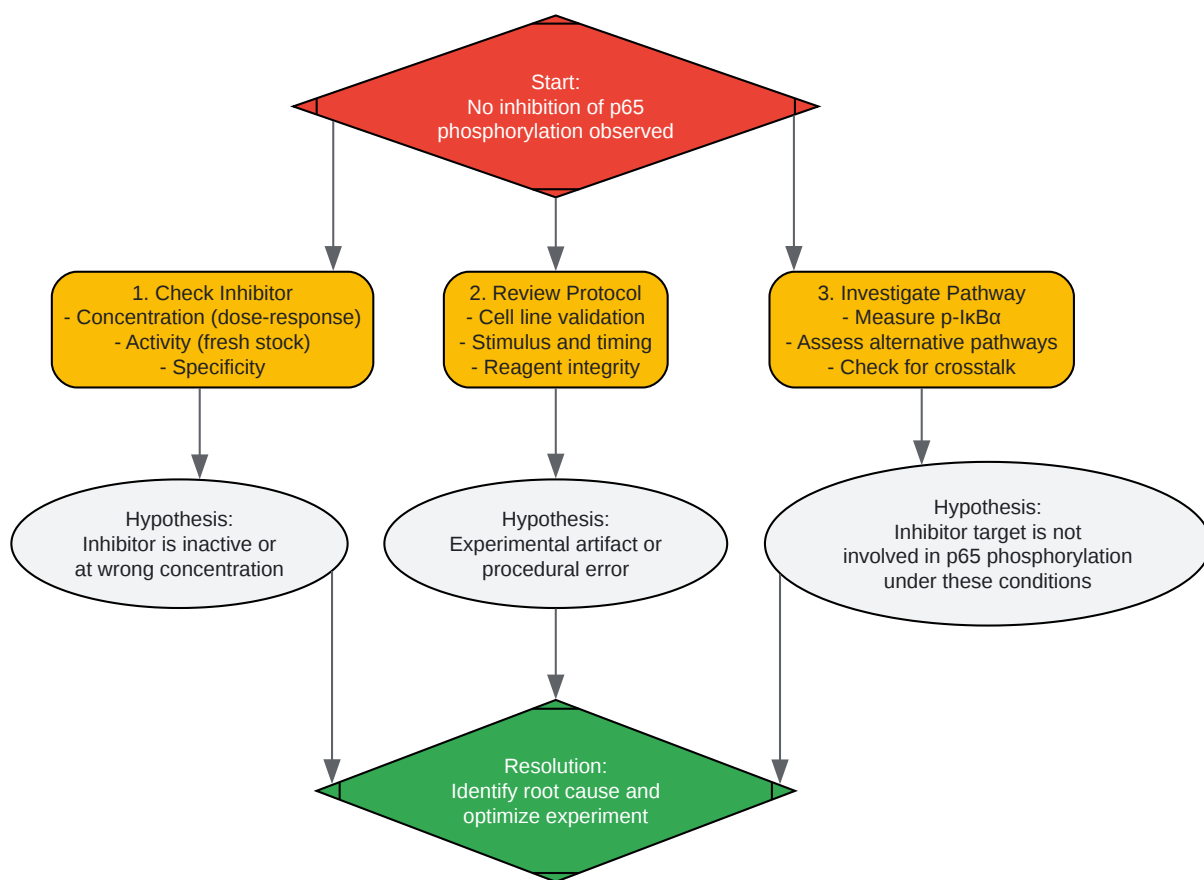 Start:
No inhibition of p65
phosphorylation observed
1. Check Inhibitor
- Concentration (dose-response)
- Activity (fresh stock)
- Specificity
2. Review Protocol
- Cell line validation
- Stimulus and timing
- Reagent integrity
3. Investigate Pathway
- Measure p-IκBα
- Assess alternative pathways
- Check for crosstalk
Hypothesis:
Inhibitor is inactive or
at wrong concentration
Hypothesis:
Experimental artifact or
procedural error
Hypothesis:
Inhibitor target is not
involved in p65 phosphorylation
under these conditions
Resolution:
Identify root cause and
optimize experiment